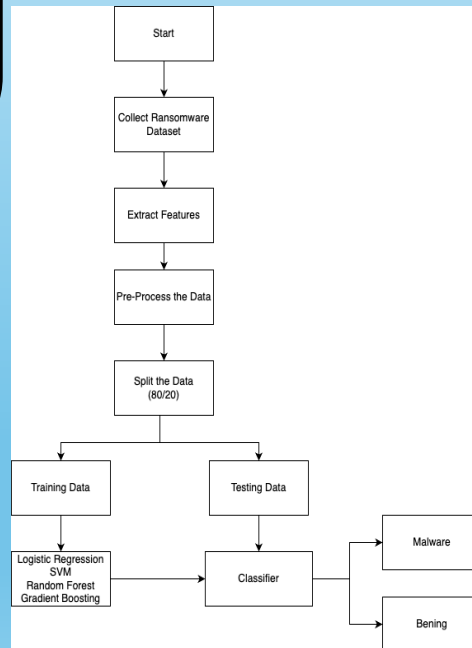 Start
Collect Ransomware
Dataset
Extract Features
Pre-Process the Data
Split the Data
(80/20)
Training Data
Testing Data
Logistic Regression
SVM
Random Forest
Gradient Boosting
Classifier
Malware
Bening